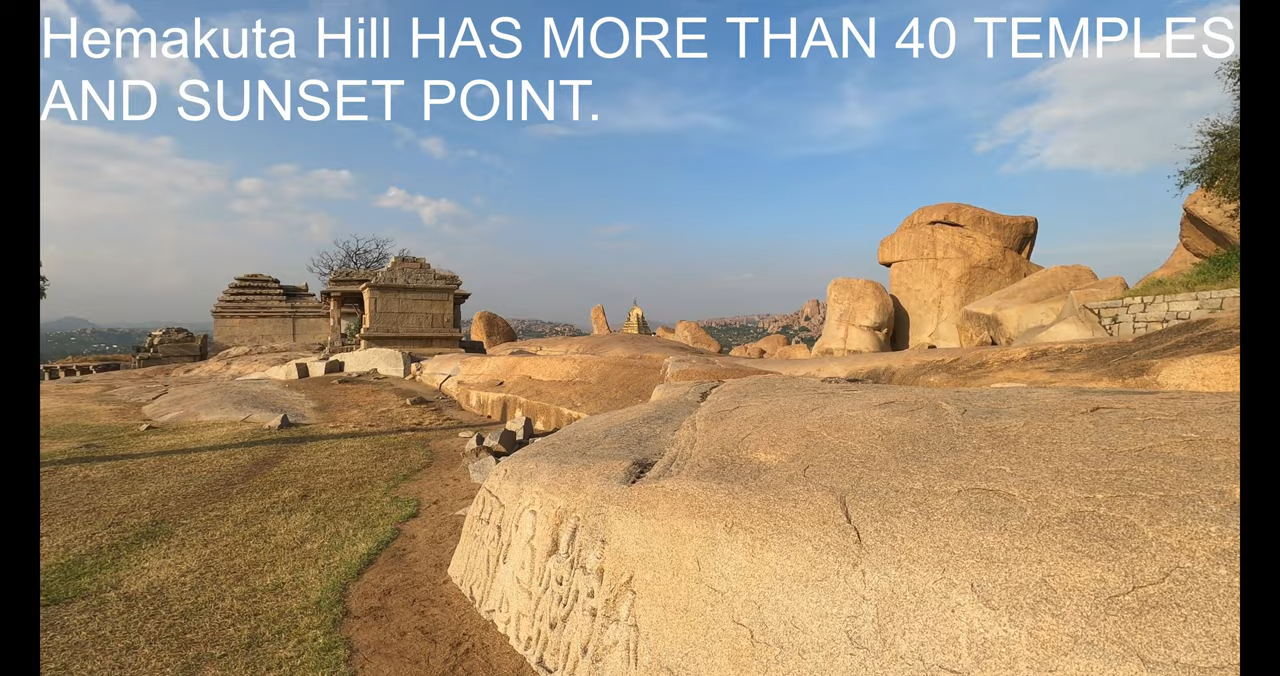 Hemakuta Hill HAS MORE THAN 40 TEMPLES
AND SUNSET POINT.